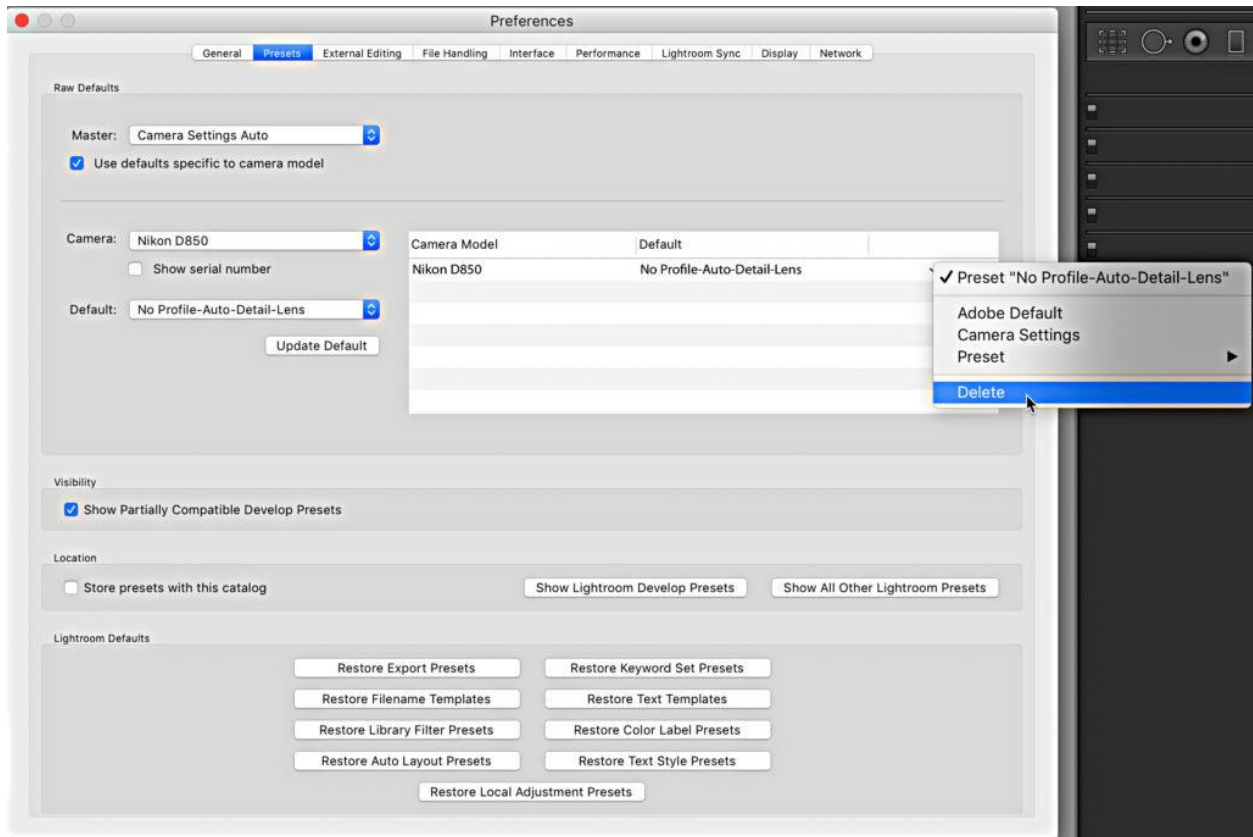 Preferences
General Presets External Editing File Handling Interface Performance Lightroom Sync Display Network
Raw Defaults
Master: Camera Settings Auto
Use defaults specific to camera model
Camera: Nikon D850
Show serial number
Default: No Profile-Auto-Detail-Lens
Update Default
Camera Model Default
Nikon D850 No Profile-Auto-Detail-Lens
Preset "No Profile-Auto-Detail-Lens"
Adobe Default
Camera Settings
Preset
Delete
Visibility
Show Partially Compatible Develop Presets
Location
Store presets with this catalog Show Lightroom Develop Presets Show All Other Lightroom Presets
Lightroom Defaults
Restore Export Presets Restore Keyword Set Presets
Restore Filename Templates Restore Text Templates
Restore Library Filter Presets Restore Color Label Presets
Restore Auto Layout Presets Restore Text Style Presets
Restore Local Adjustment Presets